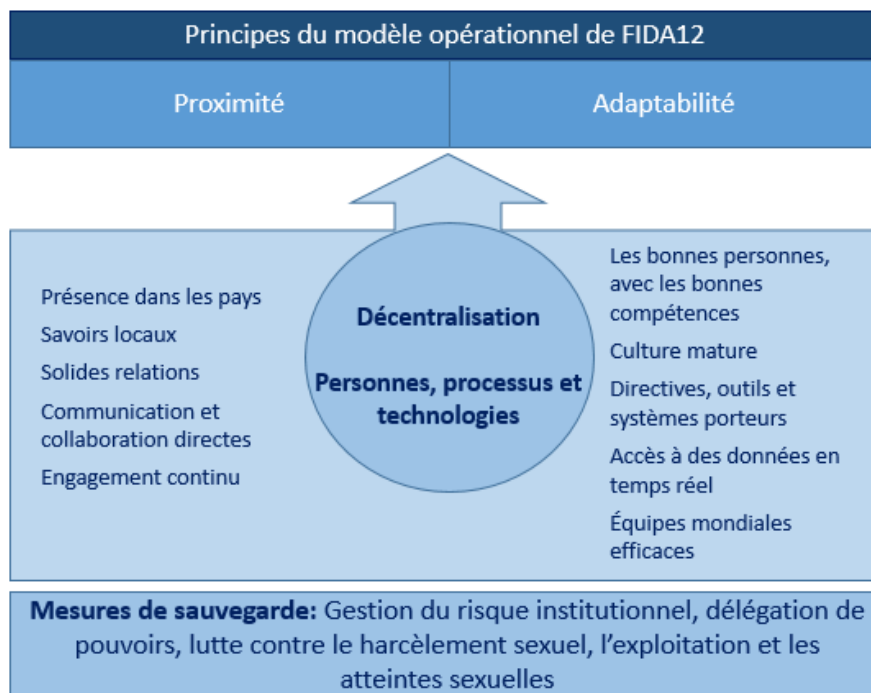 Principes du modèle opérationnel de FIDA12
Proximité
Adaptabilité
Présence dans les pays
Savoirs locaux
Solides relations
Communication et
collaboration directes
Engagement continu
Décentralisation
Personnes, processus et
technologies
Les bonnes personnes,
avec les bonnes
compétences
Culture mature
Directives, outils et
systèmes porteurs
Accès à des données en
temps réel
Équipes mondiales
efficaces
Mesures de sauvegarde: Gestion du risque institutionnel, délégation de
pouvoirs, lutte contre le harcèlement sexuel, l'exploitation et les
atteintes sexuelles